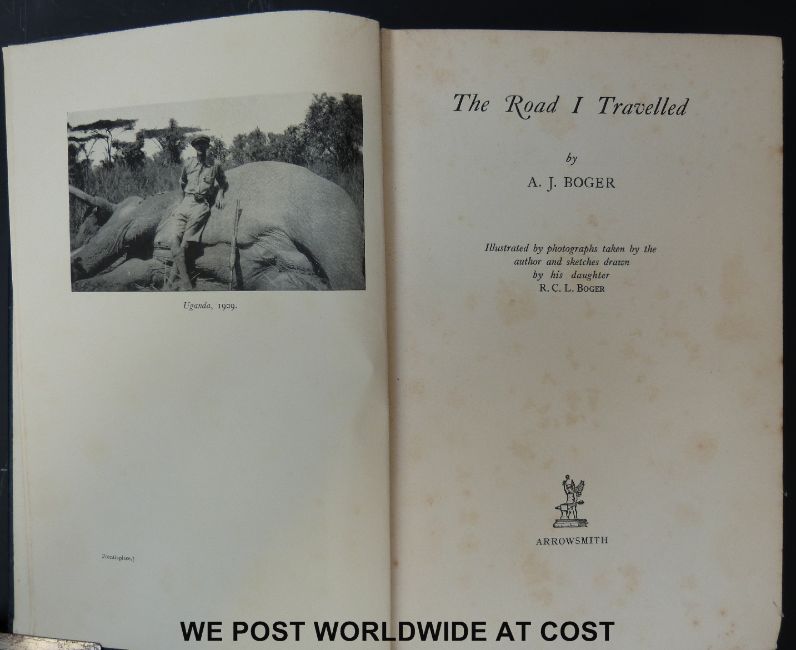 Uganda, 1909.
Frontispiece.]
The Road I Travelled
by
A. J. BOGER
Illustrated by photographs taken by the
author and sketches drawn
by his daughter
R. C. L. BOGER
ARROWSMITH
WE POST WORLDWIDE AT COST